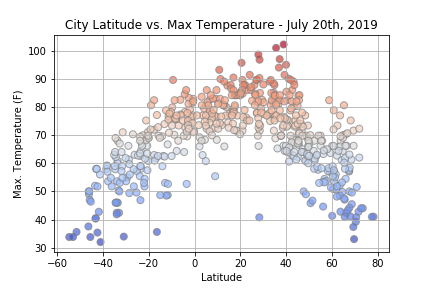 City Latitude vs. Max Temperature - July 20th, 2019
Max. Temperature (F)
100
90
80
70
60
50
40
30
−60 −40 −20 0 20 40 60 80
Latitude